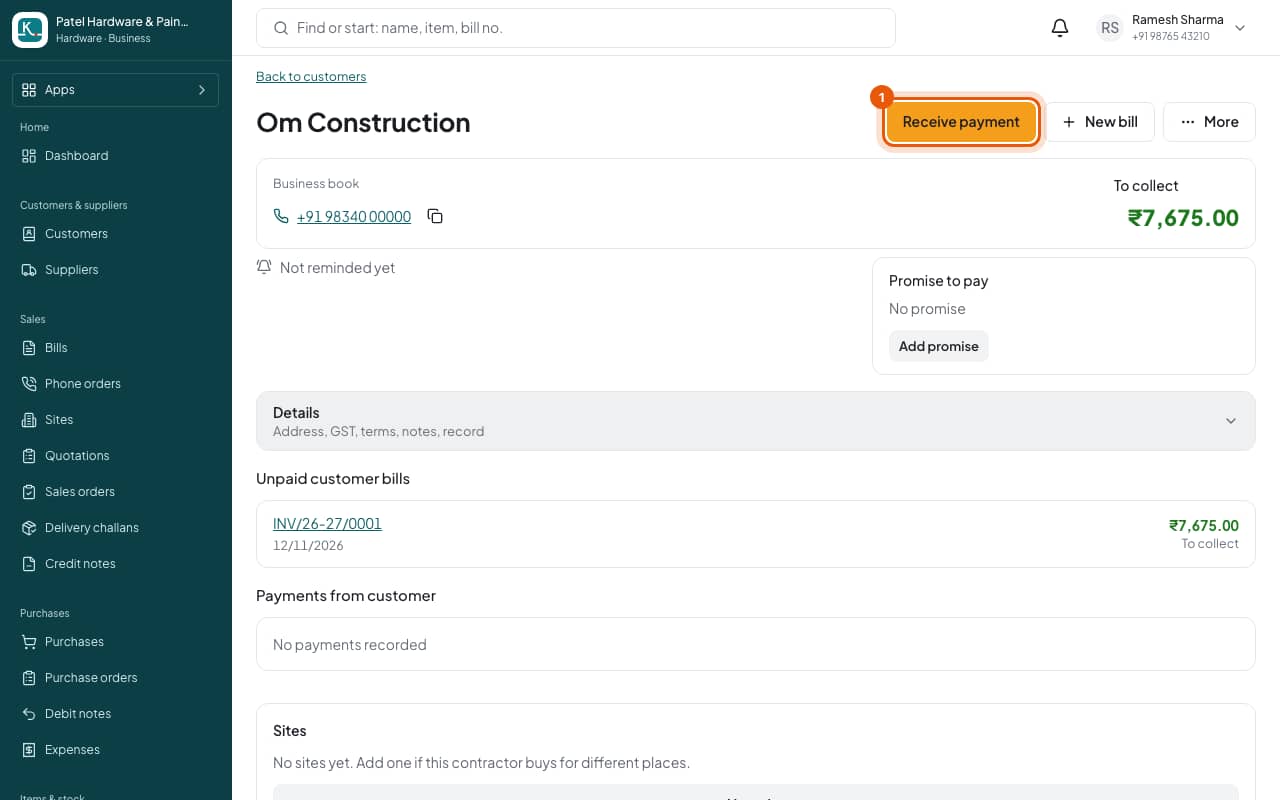 Patel Hardware & Pain...
Hardware · Business
Find or start: name, item, bill no.
RS
Ramesh Sharma
+91 98765 43210
Apps
Home
Dashboard
Customers & suppliers
Customers
Suppliers
Sales
Bills
Phone orders
Sites
Quotations
Sales orders
Delivery challans
Credit notes
Purchases
Purchases
Purchase orders
Debit notes
Expenses
Items & stock
Back to customers
Om Construction
1
Receive payment
+ New bill
··· More
Business book
+91 98340 00000
To collect
₹7,675.00
Not reminded yet
Promise to pay
No promise
Add promise
Details
Address, GST, terms, notes, record
Unpaid customer bills
INV/26-27/0001
12/11/2026
₹7,675.00
To collect
Payments from customer
No payments recorded
Sites
No sites yet. Add one if this contractor buys for different places.